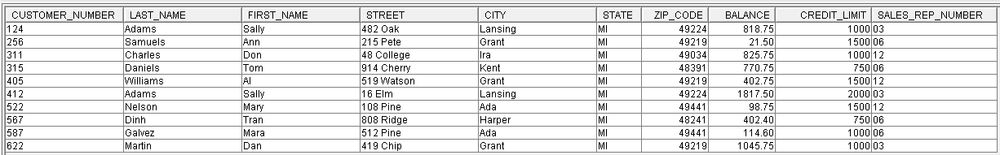 CUSTOMER_NUMBER LAST_NAME FIRST_NAME STREET CITY STATE ZIP_CODE BALANCE CREDIT_LIMIT SALES_REP_NUMBER
124 Adams Sally 482 Oak Lansing MI 49224 818.75 1000 03
256 Samuels Ann 215 Pete Grant MI 49219 21.50 1500 06
311 Charles Don 48 College Ira MI 49034 825.75 1000 12
315 Daniels Tom 914 Cherry Kent MI 48391 770.75 750 06
405 Williams Al 519 Watson Grant MI 49219 402.75 1500 12
412 Adams Sally 16 Elm Lansing MI 49224 1817.50 2000 03
522 Nelson Mary 108 Pine Ada MI 49441 98.75 1500 12
567 Dinh Tran 808 Ridge Harper MI 48241 402.40 750 06
587 Galvez Mara 512 Pine Ada MI 49441 114.60 1000 06
622 Martin Dan 419 Chip Grant MI 49219 1045.75 1000 03